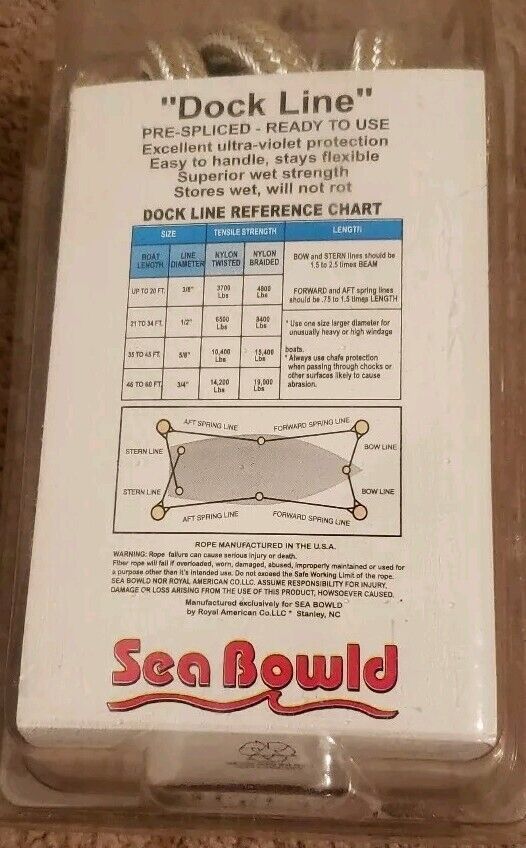 "Dock Line"
PRE-SPLICED - READY TO USE
Excellent ultra-violet protection
Easy to handle, stays flexible
Superior wet strength
Stores wet, will not rot
DOCK LINE REFERENCE CHART
SIZE TENSILE STRENGTH LENGTH
BOAT LENGTH LINE DIAMETER NYLON TWISTED NYLON BRAIDED
UP TO 20 FT. 3/8" 3700 Lbs 4800 Lbs
21 TO 34 FT. 1/2" 6500 Lbs 8400 Lbs
35 TO 45 FT. 5/8" 10,400 Lbs 15,400 Lbs
46 TO 60 FT. 3/4" 14,200 Lbs 19,000 Lbs
BOW and STERN lines should be
1.5 to 2.5 times BEAM
FORWARD and AFT spring lines
should be .75 to 1.5 times LENGTH
* Use one size larger diameter for
unusually heavy or high windage
boats.
* Always use chafe protection
when passing through chocks or
other surfaces likely to cause
abrasion.
AFT SPRING LINE FORWARD SPRING LINE
STERN LINE BOW LINE
STERN LINE BOW LINE
AFT SPRING LINE FORWARD SPRING LINE
ROPE MANUFACTURED IN THE U.S.A.
WARNING: Rope failure can cause serious injury or death.
Fiber rope will fail if overloaded, worn, damaged, abused, improperly maintained or used for
a purpose other than it's intended use. Do not exceed the Safe Working Limit of the rope.
SEA BOWLD NOR ROYAL AMERICAN CO.LLC. ASSUME RESPONSIBILITY FOR INJURY,
DAMAGE OR LOSS ARISING FROM THE USE OF THIS PRODUCT, HOWSOEVER CAUSED.
Manufactured exclusively for SEA BOWLD
by Royal American Co.LLC * Stanley, NC
Sea Bowld